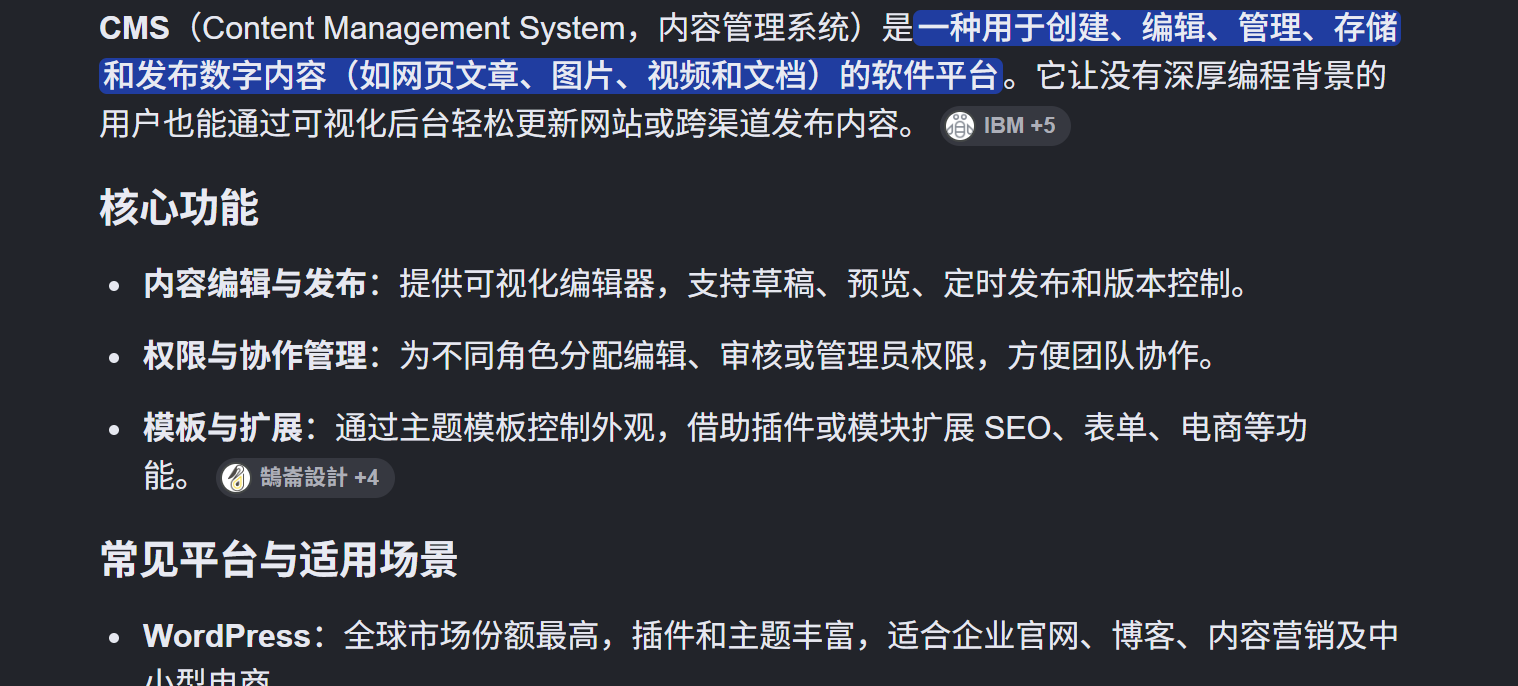 CMS（Content Management System，内容管理系统）是一种用于创建、编辑、管理、存储
和发布数字内容（如网页文章、图片、视频和文档）的软件平台。它让没有深厚编程背景的
用户也能通过可视化后台轻松更新网站或跨渠道发布内容。 IBM +5
核心功能
• 内容编辑与发布：提供可视化编辑器，支持草稿、预览、定时发布和版本控制。
• 权限与协作管理：为不同角色分配编辑、审核或管理员权限，方便团队协作。
• 模板与扩展：通过主题模板控制外观，借助插件或模块扩展 SEO、表单、电商等功
能。 鵠崙設計 +4
常见平台与适用场景
• WordPress：全球市场份额最高，插件和主题丰富，适合企业官网、博客、内容营销及中
小型电商